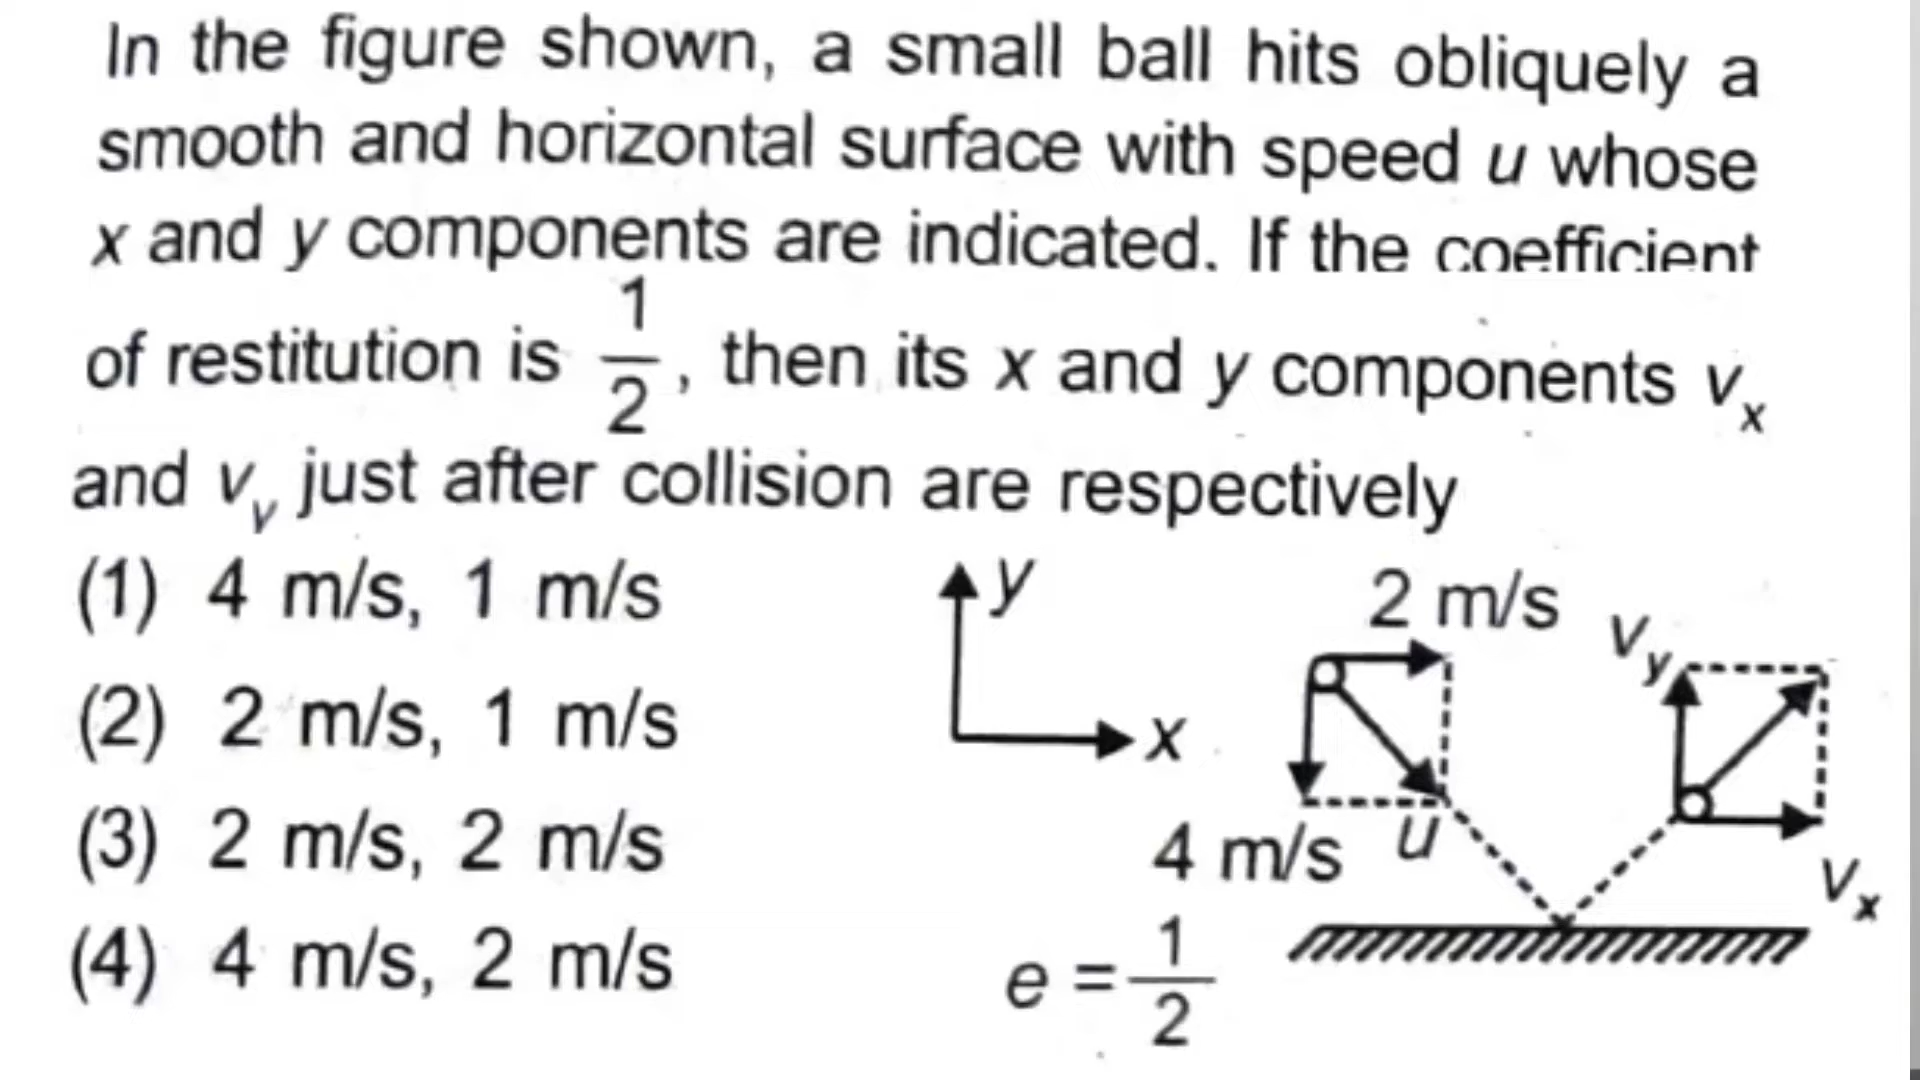 In the figure shown, a small ball hits obliquely a
smooth and horizontal surface with speed u whose
x and y components are indicated. If the coefficient
of restitution is 1/2, then its x and y components vₓ
and v_y just after collision are respectively
(1) 4 m/s, 1 m/s
(2) 2 m/s, 1 m/s
(3) 2 m/s, 2 m/s
(4) 4 m/s, 2 m/s
y
x
2 m/s
4 m/s
u
v_y
vₓ
e = 1/2